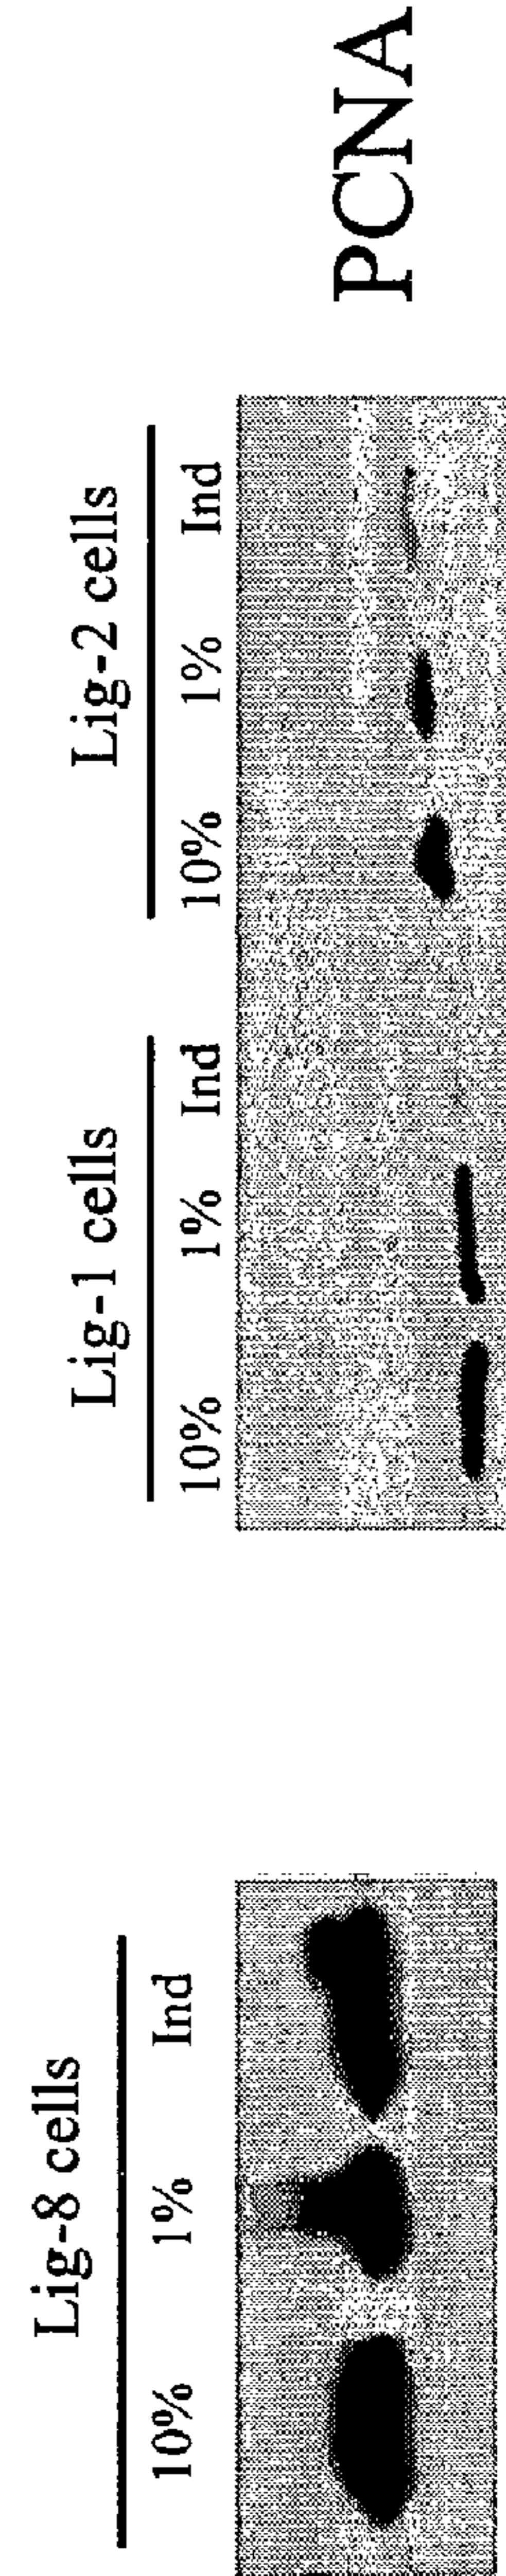 Lig-8 cells
10% 1% Ind
Lig-1 cells Lig-2 cells
10% 1% Ind 10% 1% Ind
PCNA